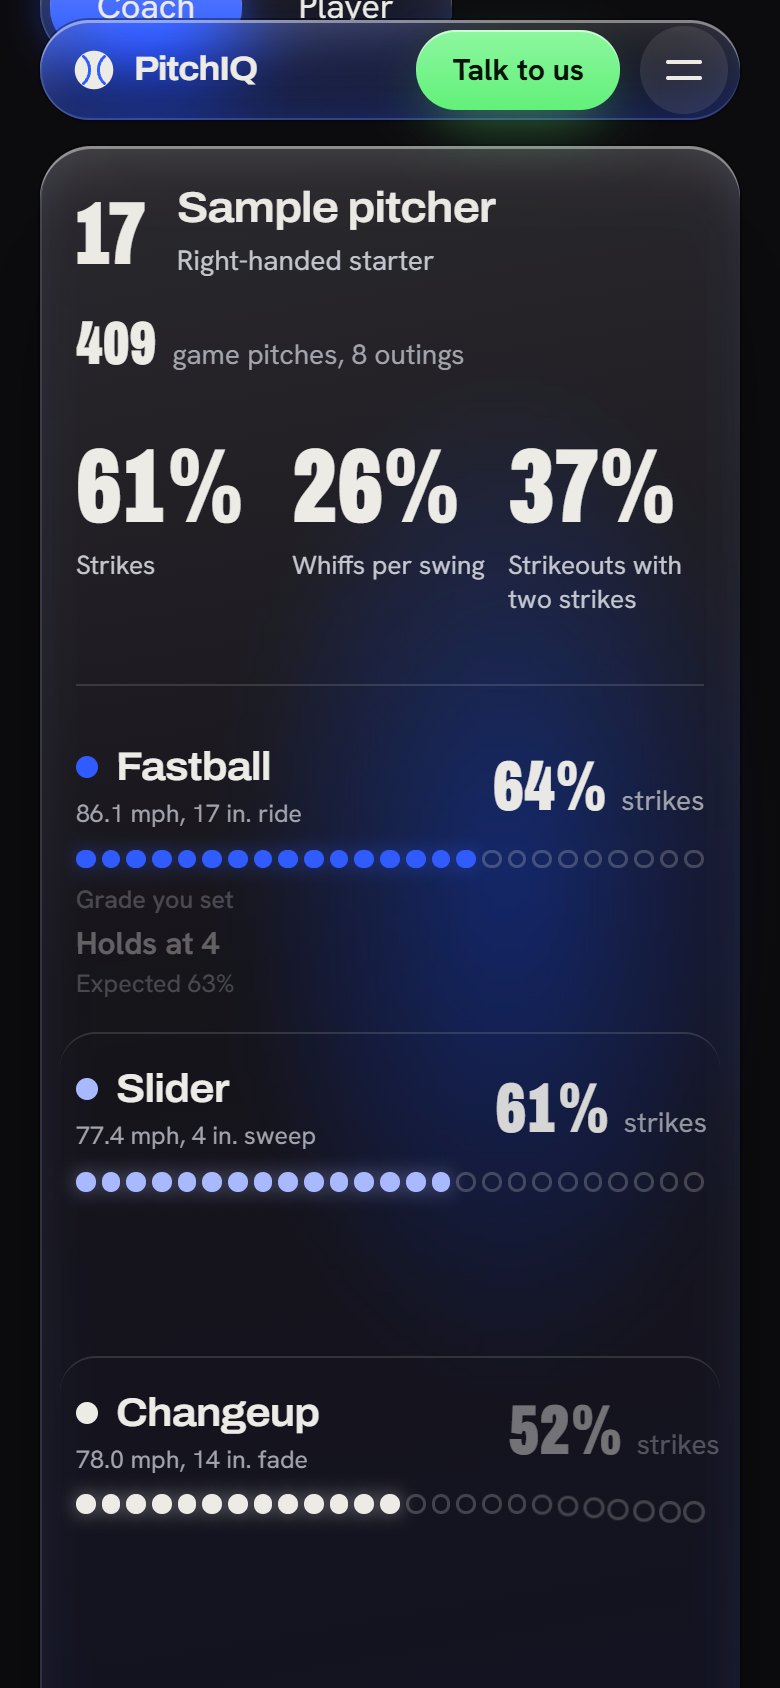 Coach Player
PitchIQ Talk to us
17 Sample pitcher
Right-handed starter
409 game pitches, 8 outings
61% 26% 37%
Strikes Whiffs per swing Strikeouts with
two strikes
Fastball
64% strikes
86.1 mph, 17 in. ride
Grade you set
Holds at 4
Expected 63%
Slider
61% strikes
77.4 mph, 4 in. sweep
Changeup
52% strikes
78.0 mph, 14 in. fade